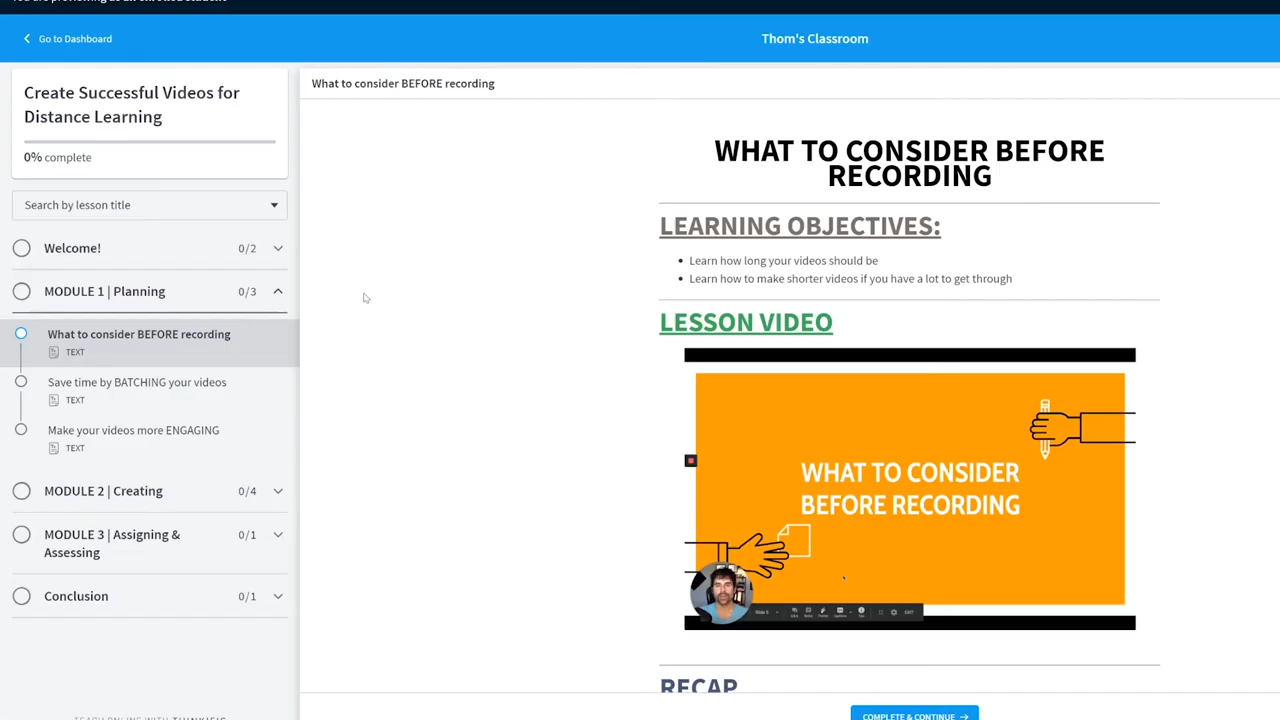 Go to Dashboard
Thom's Classroom
Create Successful Videos for
Distance Learning
0% complete
Search by lesson title
Welcome! 0/2
MODULE 1 | Planning 0/3
What to consider BEFORE recording
TEXT
Save time by BATCHING your videos
TEXT
Make your videos more ENGAGING
TEXT
MODULE 2 | Creating 0/4
MODULE 3 | Assigning & 0/1
Assessing
Conclusion 0/1
What to consider BEFORE recording
WHAT TO CONSIDER BEFORE
RECORDING
LEARNING OBJECTIVES:
Learn how long your videos should be
Learn how to make shorter videos if you have a lot to get through
LESSON VIDEO
WHAT TO CONSIDER
BEFORE RECORDING
RECAP
COMPLETE & CONTINUE →